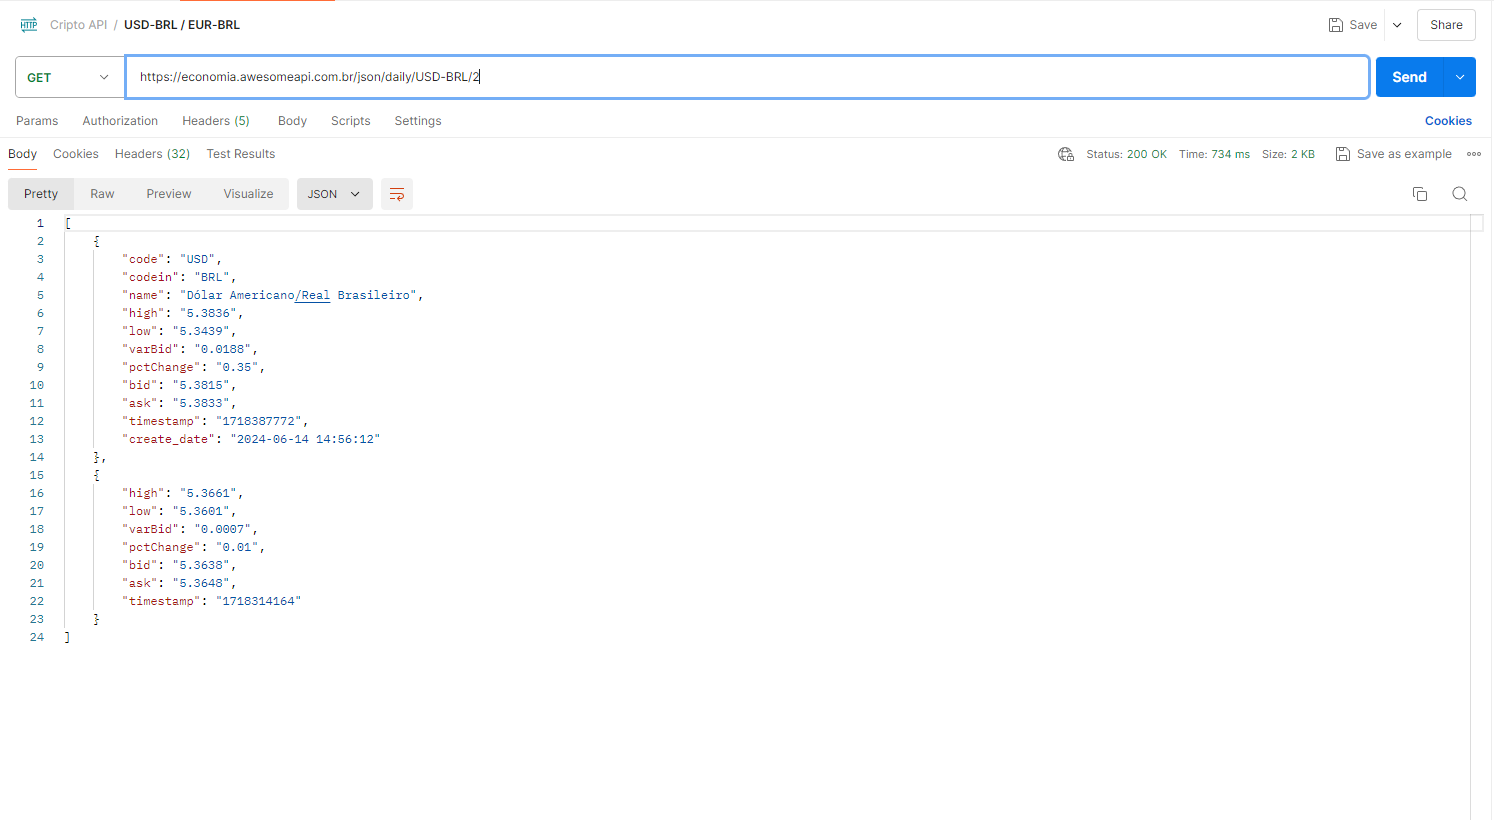 HTTP Cripto API / USD-BRL / EUR-BRL Save Share
GET https://economia.awesomeapi.com.br/json/daily/USD-BRL/2 Send
Params Authorization Headers (5) Body Scripts Settings Cookies
Body Cookies Headers (32) Test Results Status: 200 OK Time: 734 ms Size: 2 KB Save as example
Pretty Raw Preview Visualize JSON
1 [
2 {
3 "code": "USD",
4 "codein": "BRL",
5 "name": "Dólar Americano/Real Brasileiro",
6 "high": "5.3836",
7 "low": "5.3439",
8 "varBid": "0.0188",
9 "pctChange": "0.35",
10 "bid": "5.3815",
11 "ask": "5.3833",
12 "timestamp": "1718387772",
13 "create_date": "2024-06-14 14:56:12"
14 },
15 {
16 "high": "5.3661",
17 "low": "5.3601",
18 "varBid": "0.0007",
19 "pctChange": "0.01",
20 "bid": "5.3638",
21 "ask": "5.3648",
22 "timestamp": "1718314164"
23 }
24 ]